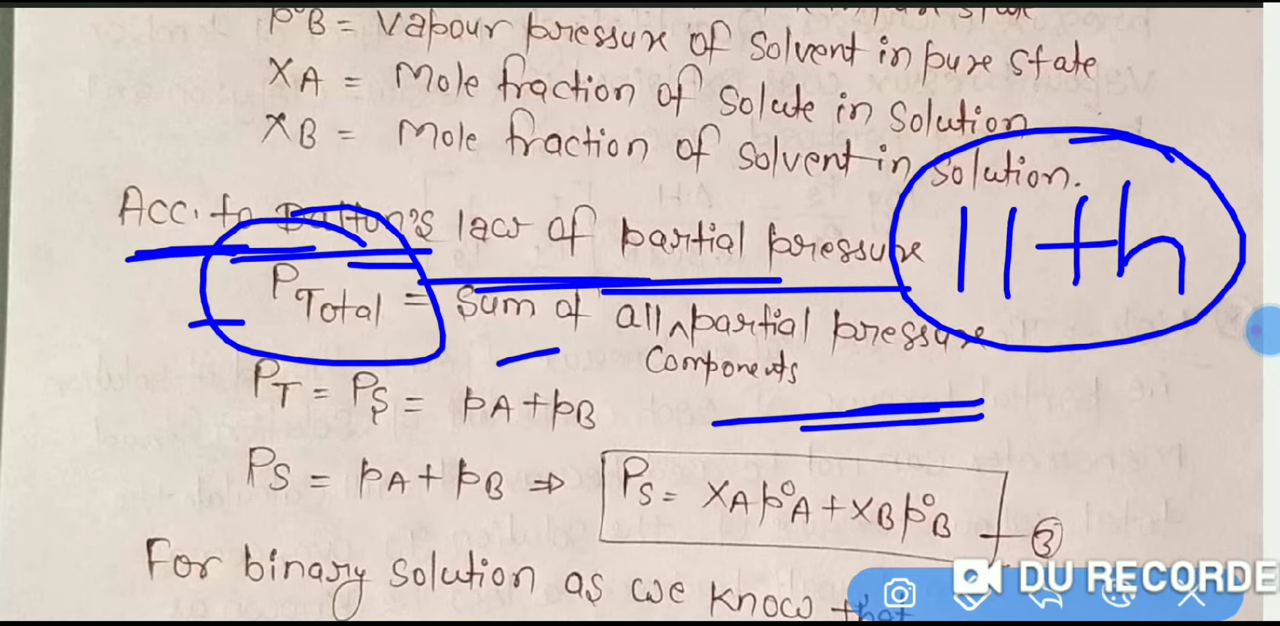 p°B = Vapour pressure of Solvent in pure state
XA = Mole fraction of Solute in Solution
XB = Mole fraction of Solvent in Solution.
Acc. to Dalton's law of partial pressure
11th
PTotal = Sum of all partial pressure
Components
PT = PS = pA + pB
PS = pA + pB ⇒ PS = XA p°A + XB p°B — ③
For binary Solution as we know that
DU RECORDE